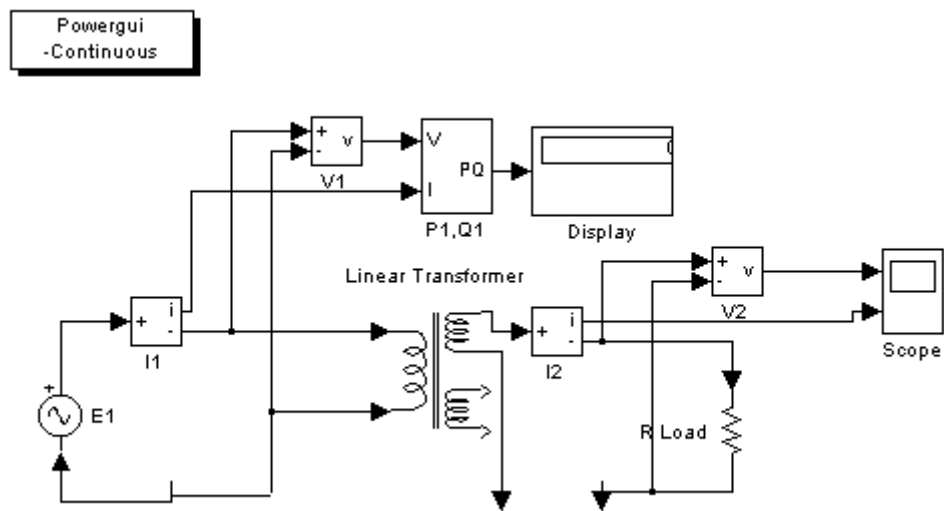 Powergui
-Continuous
+
-
v
V1
V
I
PQ
P1,Q1
Display
Linear Transformer
+
-
v
V2
Scope
+
i
-
I1
+
i
-
I2
+
E1
R Load